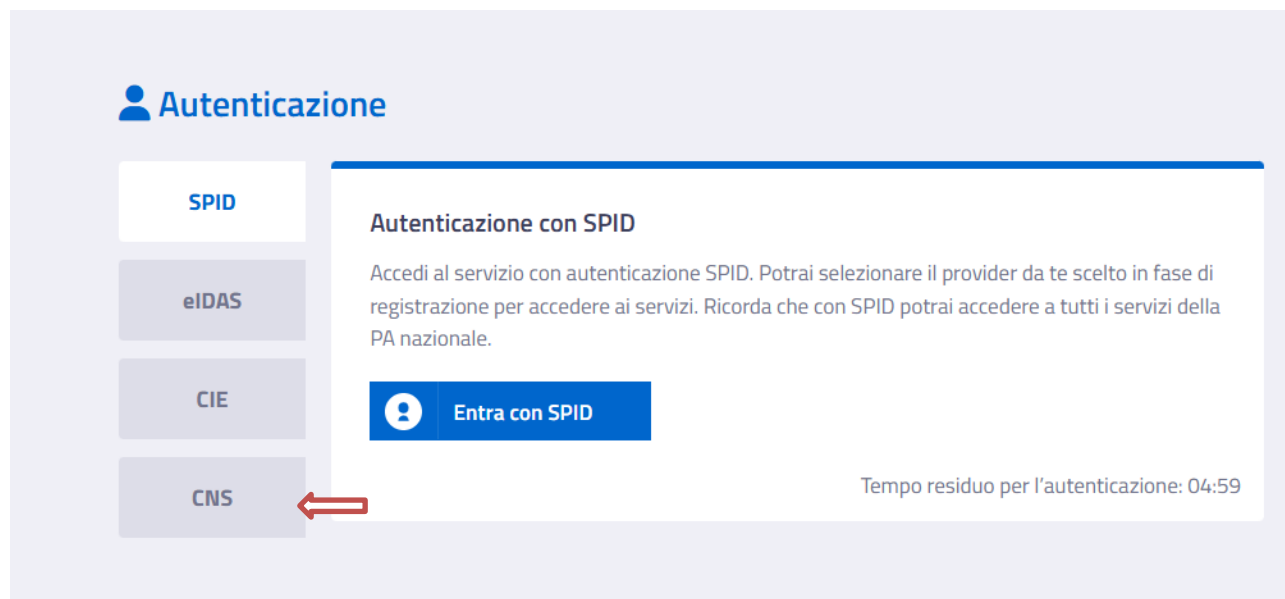 Autenticazione
SPID
eIDAS
CIE
CNS
Autenticazione con SPID
Accedi al servizio con autenticazione SPID. Potrai selezionare il provider da te scelto in fase di
registrazione per accedere ai servizi. Ricorda che con SPID potrai accedere a tutti i servizi della
PA nazionale.
Entra con SPID
Tempo residuo per l’autenticazione: 04:59